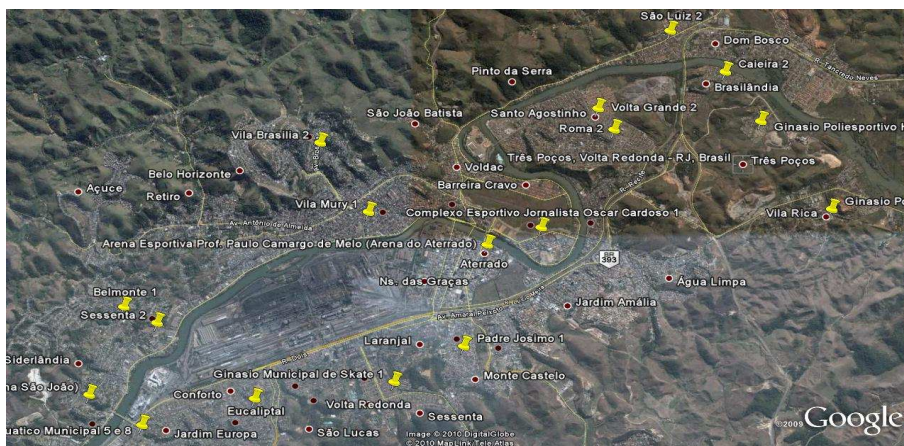 São Luiz 2
Dom Bosco
Caieira 2
R. Tancredo Neves
Pinto da Serra
Brasilândia
Santo Agostinho
Volta Grande 2
São João Batista
Roma 2
Ginasio Poliesportivo H
Vila Brasilia 2
Voldac
Três Poços, Volta Redonda - RJ, Brasil
Três Poços
Belo Horizonte
Açuce
Retiro
Barreira Cravo
Vila Mury 1
Complexo Esportivo Jornalista Oscar Cardoso 1
Ginasio Po
Vila Rica
Av. Antônio de Almeida
Arena Esportiva Prof. Paulo Camargo de Melo (Arena do Aterrado)
Aterrado
393
Ns. das Graças
Água Limpa
Belmonte 1
Sessenta 2
Jardim Amália
Laranjal
Padre Josimo 1
Siderlândia
Ginasio Municipal de Skate 1
Monte Castelo
na São João)
Conforto
Eucaliptal
Volta Redonda
Sessenta
uatico Municipal 5 e 8
Jardim Europa
São Lucas
Image © 2010 DigitalGlobe
© 2010 MapLink/Tele Atlas
©2009 Google